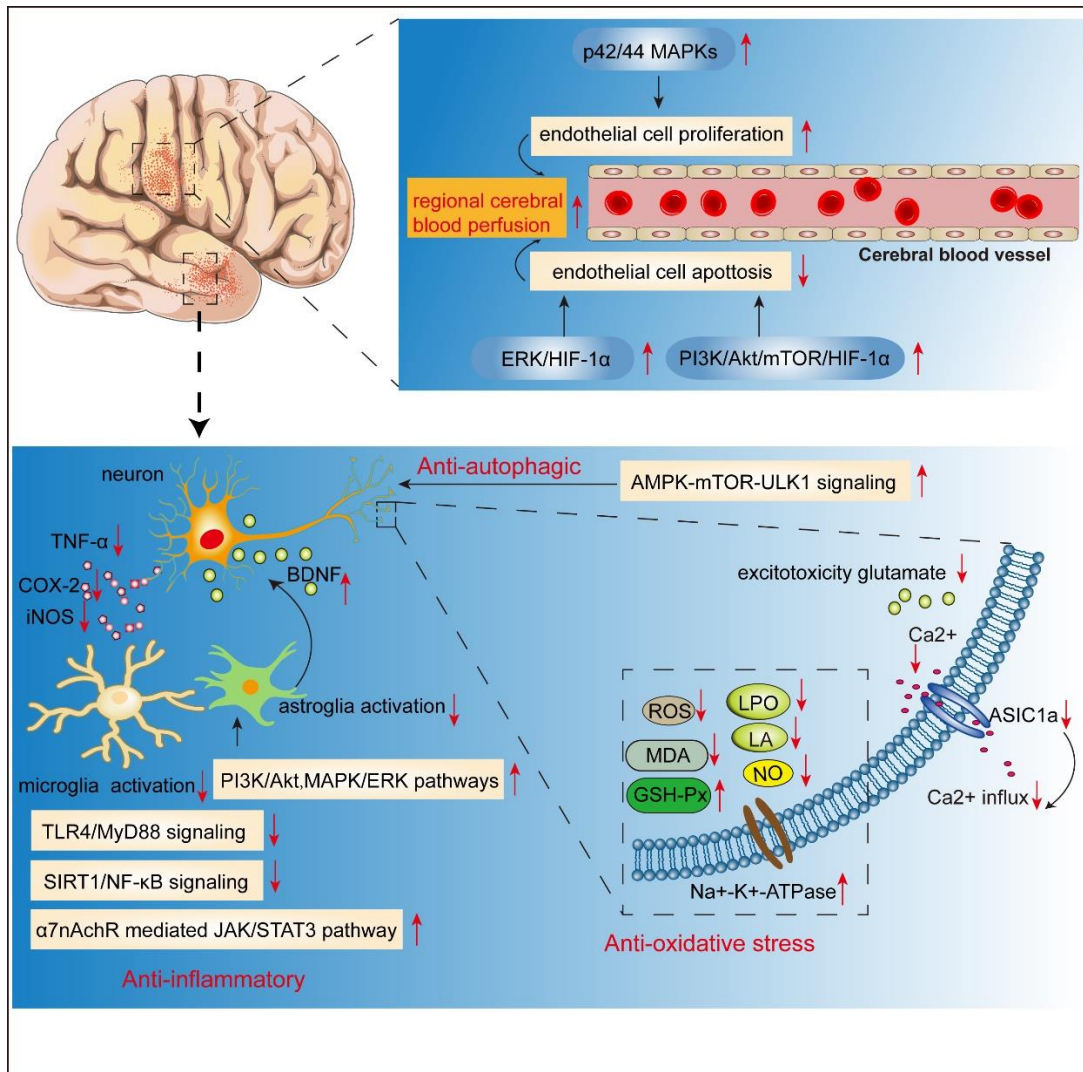 p42/44 MAPKs
endothelial cell proliferation
regional cerebral
blood perfusion
Cerebral blood vessel
endothelial cell apottosis
ERK/HIF-1α
PI3K/Akt/mTOR/HIF-1α
neuron
Anti-autophagic
AMPK-mTOR-ULK1 signaling
TNF-α
COX-2
iNOS
BDNF
excitotoxicity glutamate
Ca2+
astroglia activation
ROS
LPO
ASIC1a
MDA
LA
NO
GSH-Px
Ca2+ influx
microglia activation
PI3K/Akt,MAPK/ERK pathways
TLR4/MyD88 signaling
SIRT1/NF-κB signaling
Na+-K+-ATPase
α7nAchR mediated JAK/STAT3 pathway
Anti-oxidative stress
Anti-inflammatory